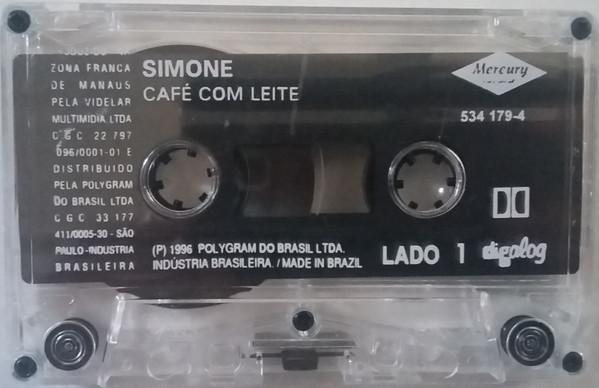 ZONA FRANCA
DE MANAUS
PELA VIDELAR
MULTIMIDIA LTDA
C G C 22 797
096/0001-01 E
DISTRIBUIDO
PELA POLYGRAM
DO BRASIL LTDA
C G C 33 177
411/0005-30 - SÃO
PAULO - INDUSTRIA
BRASILEIRA
SIMONE
CAFÉ COM LEITE
Mercury
534 179-4
(P) 1996 POLYGRAM DO BRASIL LTDA.
INDÚSTRIA BRASILEIRA. / MADE IN BRAZIL
LADO 1
digalog